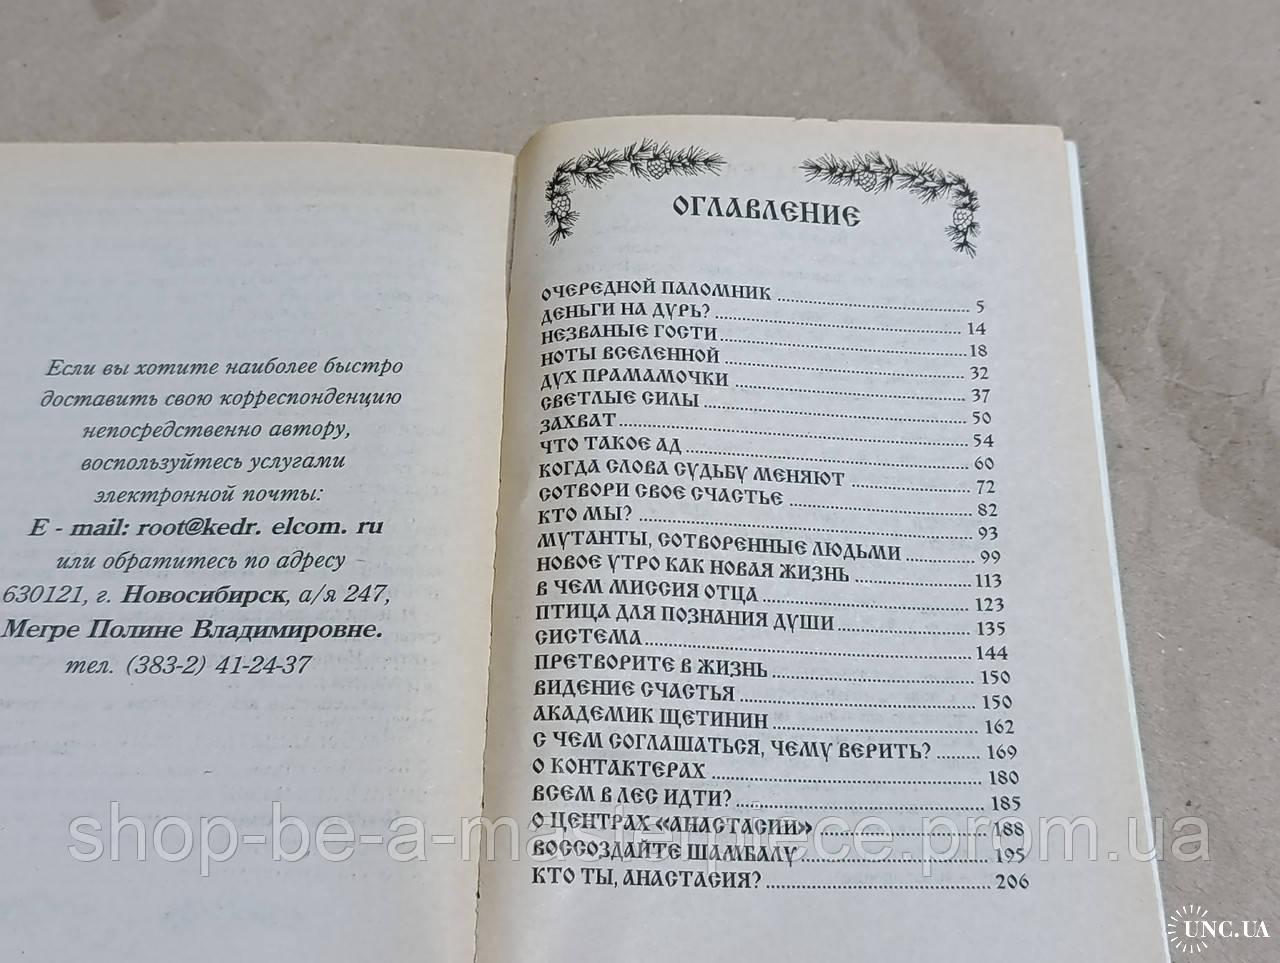 Если вы хотите наиболее быстро
доставить свою корреспонденцию
непосредственно автору,
воспользуйтесь услугами
электронной почты:
E - mail: root@kedr. elcom. ru
или обратитесь по адресу
630121, г. Новосибирск, а/я 247,
Мегре Полине Владимировне.
тел. (383-2) 41-24-37
ОГЛАВЛЕНИЕ
ОЧЕРЕДНОЙ ПАЛОМНИК 5
ДЕНЬГИ НА ДУРЬ? 14
НЕЗВАНЫЕ ГОСТИ 18
НОТЫ ВСЕЛЕННОЙ 32
ДУХ ПРАМАМОЧКИ 37
СВЕТЛЫЕ СИЛЫ 50
ЗАХВАТ 54
ЧТО ТАКОЕ АД 60
КОГДА СЛОВА СУДЬБУ МЕНЯЮТ 72
СОТВОРИ СВОЕ СЧАСТЬЕ 82
КТО МЫ? 93
МУТАНТЫ, СОТВОРЕННЫЕ ЛЮДЬМИ 99
НОВОЕ УТРО КАК НОВАЯ ЖИЗНЬ 113
В ЧЕМ МИССИЯ ОТЦА 123
ПТИЦА ДЛЯ ПОЗНАНИЯ ДУШИ 135
СИСТЕМА 144
ПРЕТВОРИТЕ В ЖИЗНЬ 150
ВИДЕНИЕ СЧАСТЬЯ 150
АКАДЕМИК ЩЕТИНИН 162
С ЧЕМ СОГЛАШАТЬСЯ, ЧЕМУ ВЕРИТЬ? 169
О КОНТАКТЕРАХ 180
ВСЕМ В ЛЕС ИДТИ? 185
О ЦЕНТРАХ «АНАСТАСИИ» 188
ВОССОЗДАЙТЕ ШАМБАЛУ 195
КТО ТЫ, АНАСТАСИЯ? 206
shop-be-a-masterpiece.prom.ua
UNC.UA